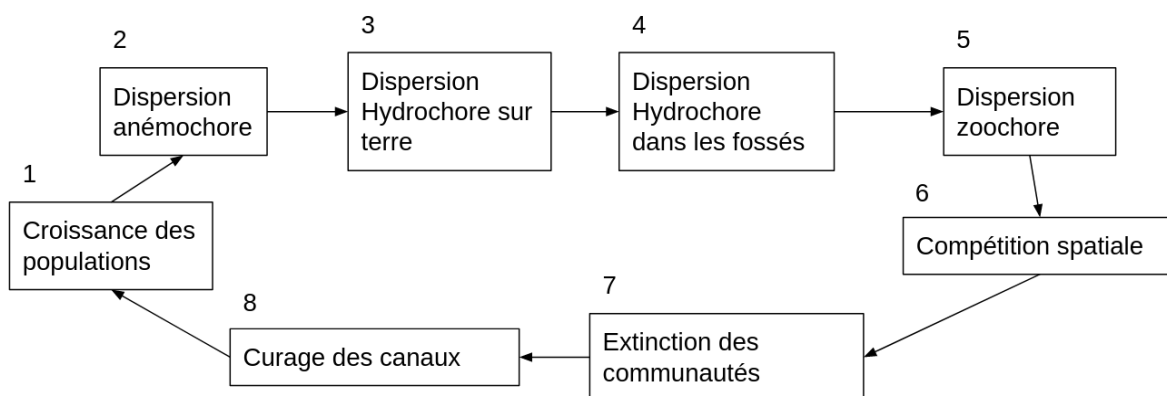 1
Croissance des
populations
2
Dispersion
anémochore
3
Dispersion
Hydrochore sur
terre
4
Dispersion
Hydrochore
dans les fossés
5
Dispersion
zoochore
6
Compétition spatiale
7
Extinction des
communautés
8
Curage des canaux